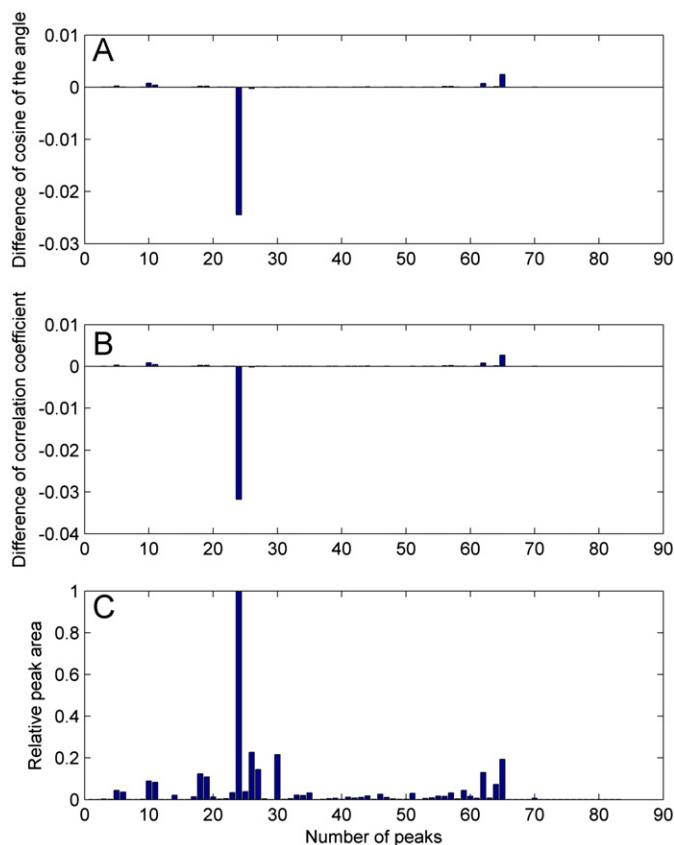 A
Difference of cosine of the angle
0.01
0
-0.01
-0.02
-0.03
0 10 20 30 40 50 60 70 80 90
B
Difference of correlation coefficient
0.01
0
-0.01
-0.02
-0.03
-0.04
0 10 20 30 40 50 60 70 80 90
C
Relative peak area
1
0.8
0.6
0.4
0.2
0
0 10 20 30 40 50 60 70 80 90
Number of peaks